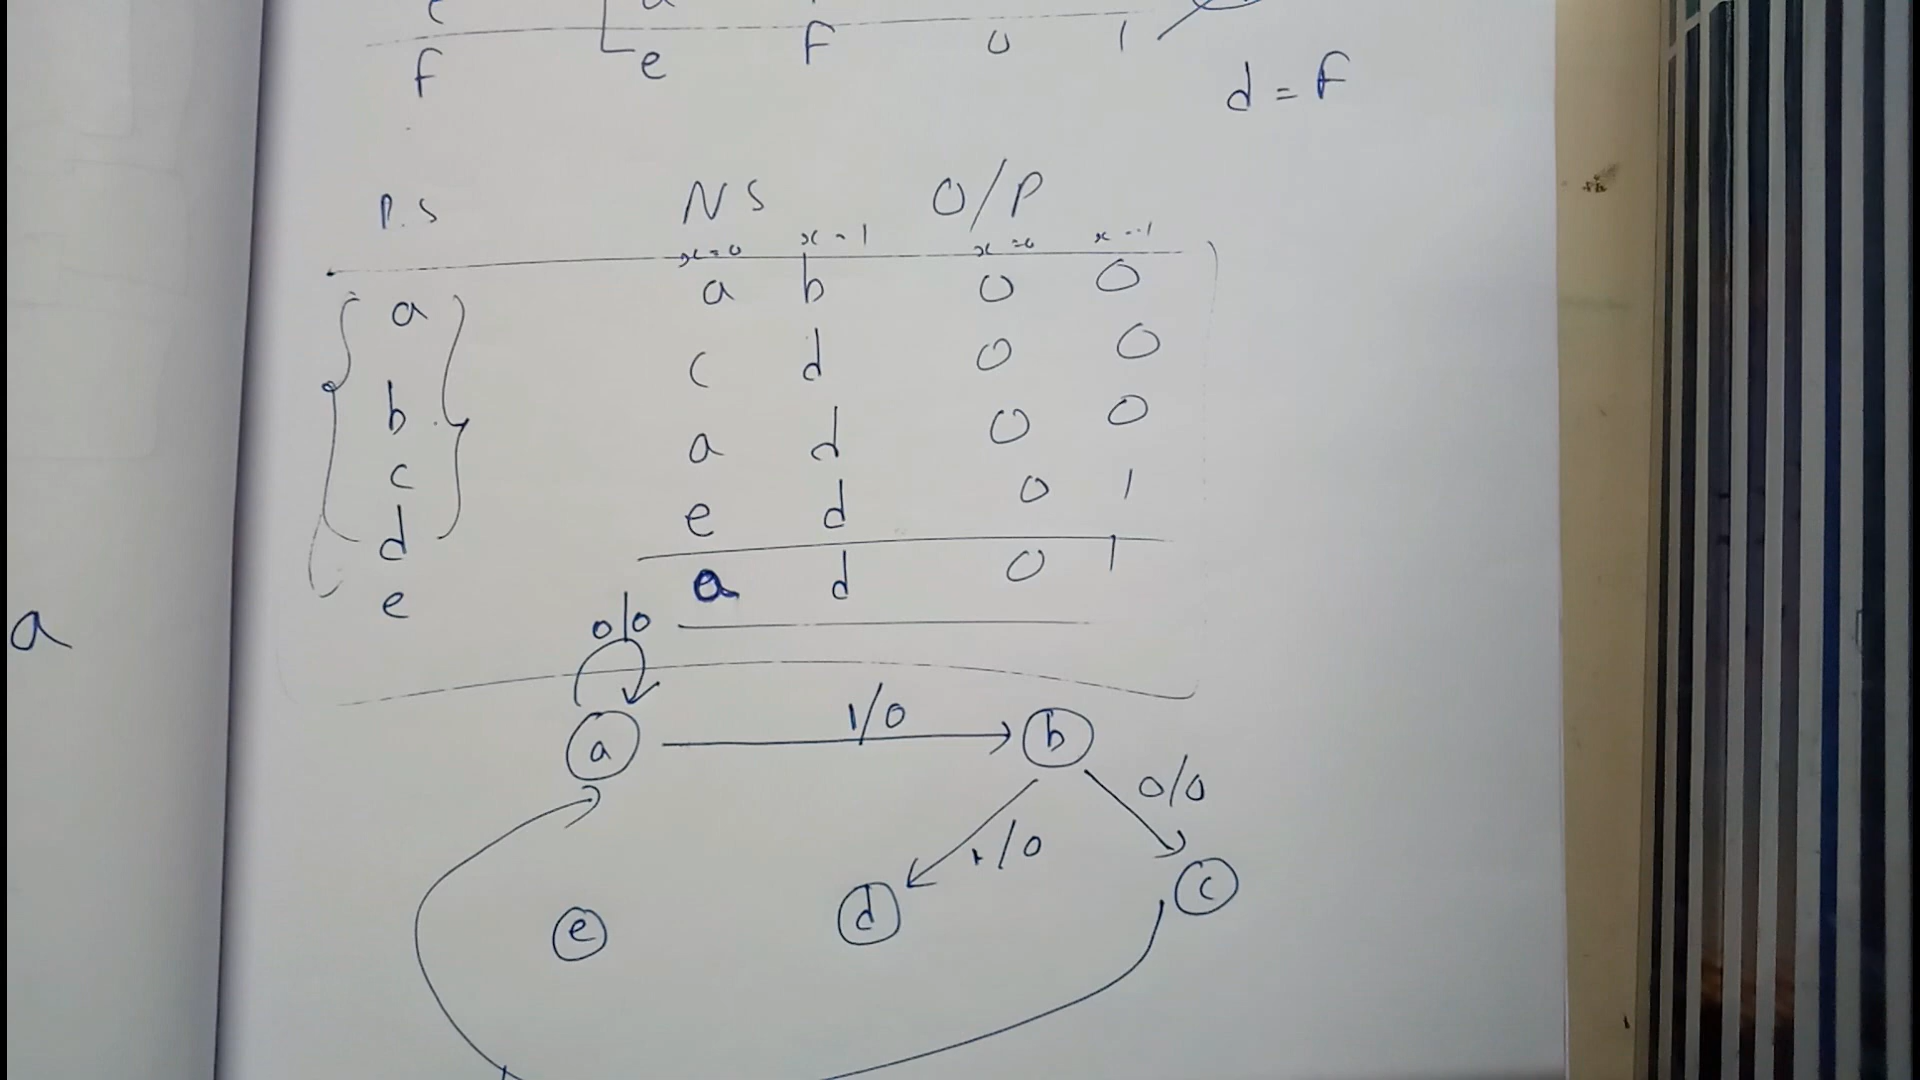 f e F 0 1
d = F
P.S NS O/P
x=0 x-1 x=0 x-1
a a b 0 0
b c d 0 0
c a d 0 0
d e d 0 1
e a d 0 1
a
0/0
a 1/0 b
0/0
1/0
e d c